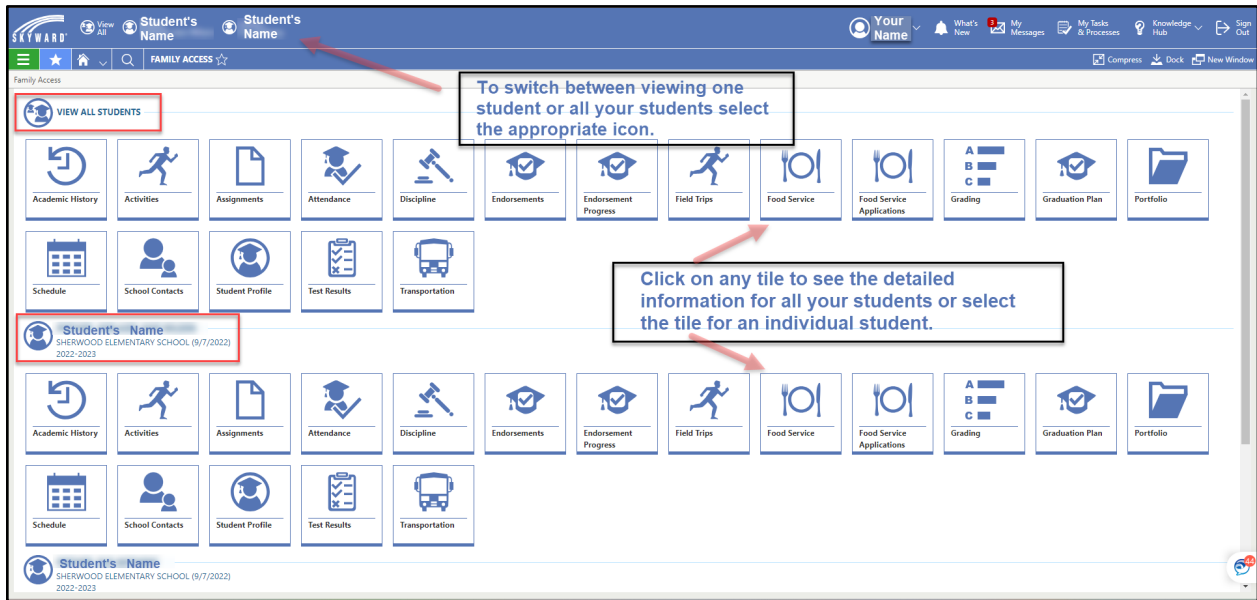 SKYWARD
View All
Student's Name
Student's Name
Your Name
What's New
3
My Messages
My Tasks & Processes
Knowledge Hub
Sign Out
FAMILY ACCESS
Compress
Dock
New Window
Family Access
To switch between viewing one
student or all your students select
the appropriate icon.
VIEW ALL STUDENTS
A
B
C
Academic History
Activities
Assignments
Attendance
Discipline
Endorsements
Endorsement Progress
Field Trips
Food Service
Food Service Applications
Grading
Graduation Plan
Portfolio
Click on any tile to see the detailed
information for all your students or select
the tile for an individual student.
Schedule
School Contacts
Student Profile
Test Results
Transportation
Student's Name
SHERWOOD ELEMENTARY SCHOOL (9/7/2022)
2022-2023
A
B
C
Academic History
Activities
Assignments
Attendance
Discipline
Endorsements
Endorsement Progress
Field Trips
Food Service
Food Service Applications
Grading
Graduation Plan
Portfolio
Schedule
School Contacts
Student Profile
Test Results
Transportation
Student's Name
SHERWOOD ELEMENTARY SCHOOL (9/7/2022)
2022-2023
44